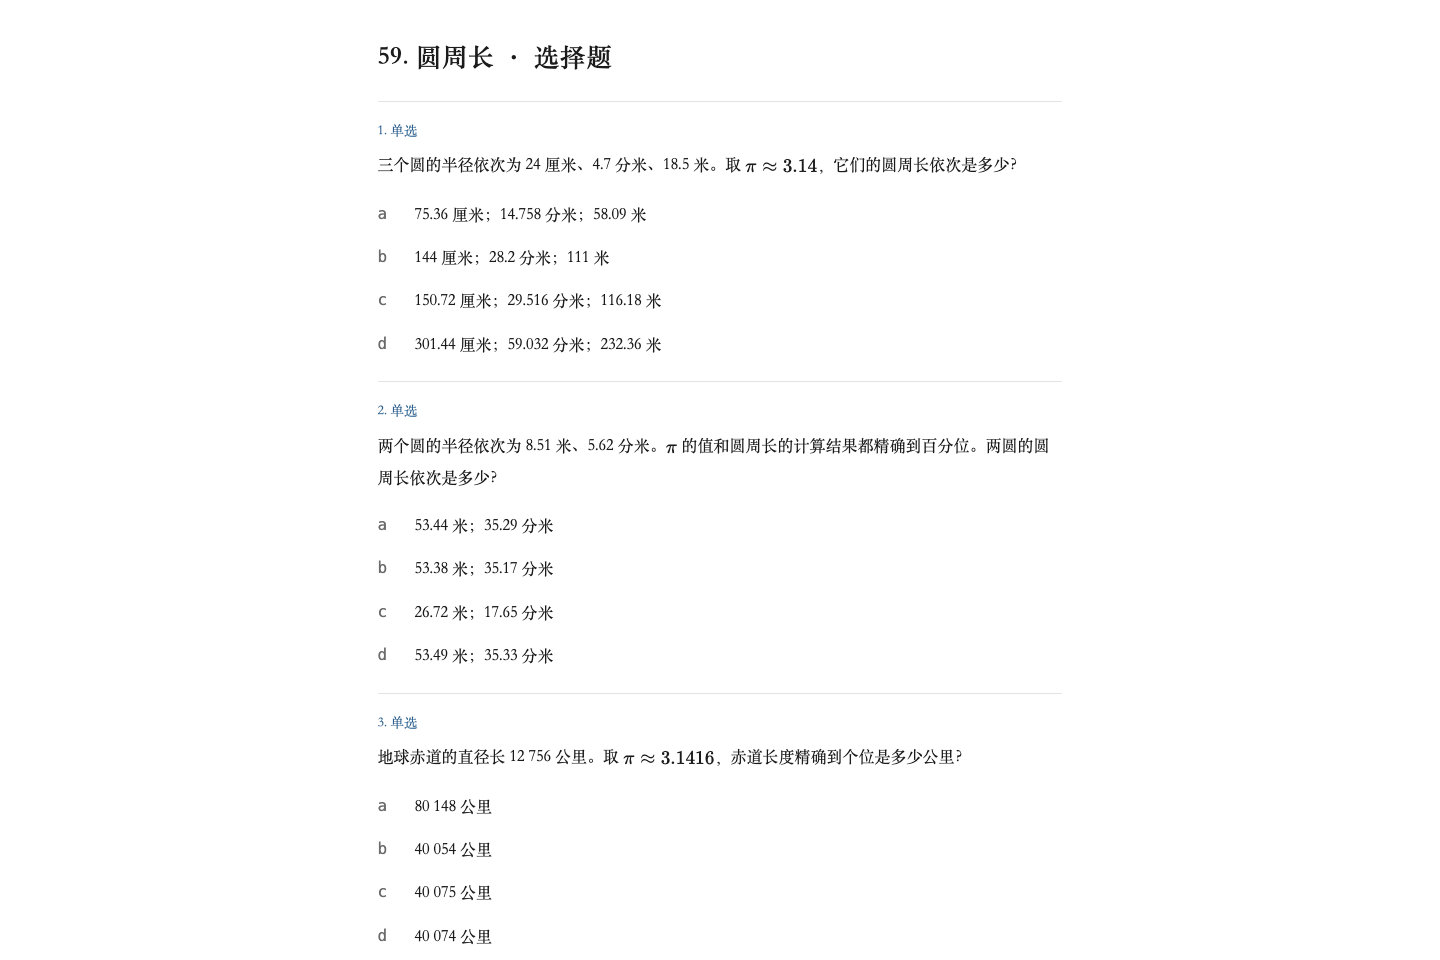 59. 圆周长 · 选择题
1. 单选
三个圆的半径依次为 24 厘米、4.7 分米、18.5 米。取 π ≈ 3.14，它们的圆周长依次是多少？
a 75.36 厘米；14.758 分米；58.09 米
b 144 厘米；28.2 分米；111 米
c 150.72 厘米；29.516 分米；116.18 米
d 301.44 厘米；59.032 分米；232.36 米
2. 单选
两个圆的半径依次为 8.51 米、5.62 分米。π 的值和圆周长的计算结果都精确到百分位。两圆的圆
周长依次是多少？
a 53.44 米；35.29 分米
b 53.38 米；35.17 分米
c 26.72 米；17.65 分米
d 53.49 米；35.33 分米
3. 单选
地球赤道的直径长 12 756 公里。取 π ≈ 3.1416，赤道长度精确到个位是多少公里？
a 80 148 公里
b 40 054 公里
c 40 075 公里
d 40 074 公里